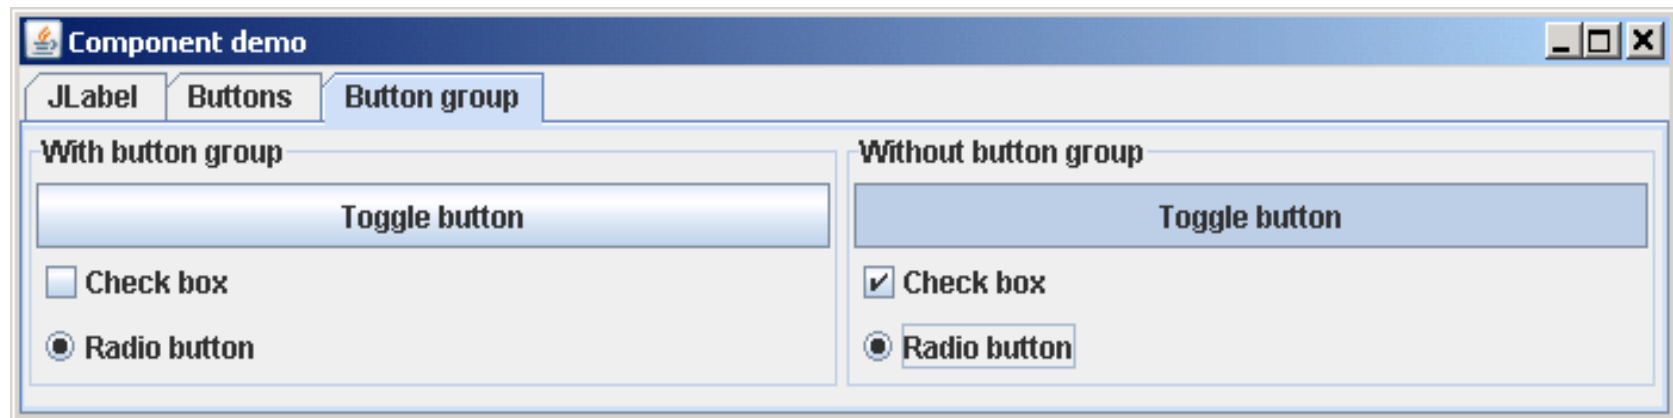 Component demo
JLabel Buttons Button group
With button group
Toggle button
Check box
Radio button
Without button group
Toggle button
Check box
Radio button